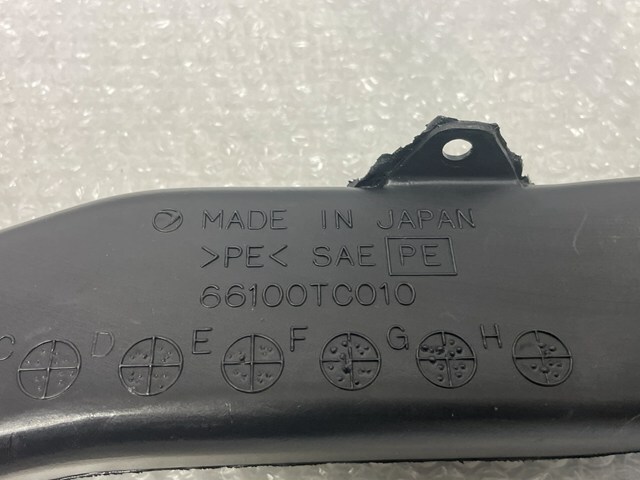 MADE IN JAPAN
>PE< SAE PE
66100TC010
C D E F G H